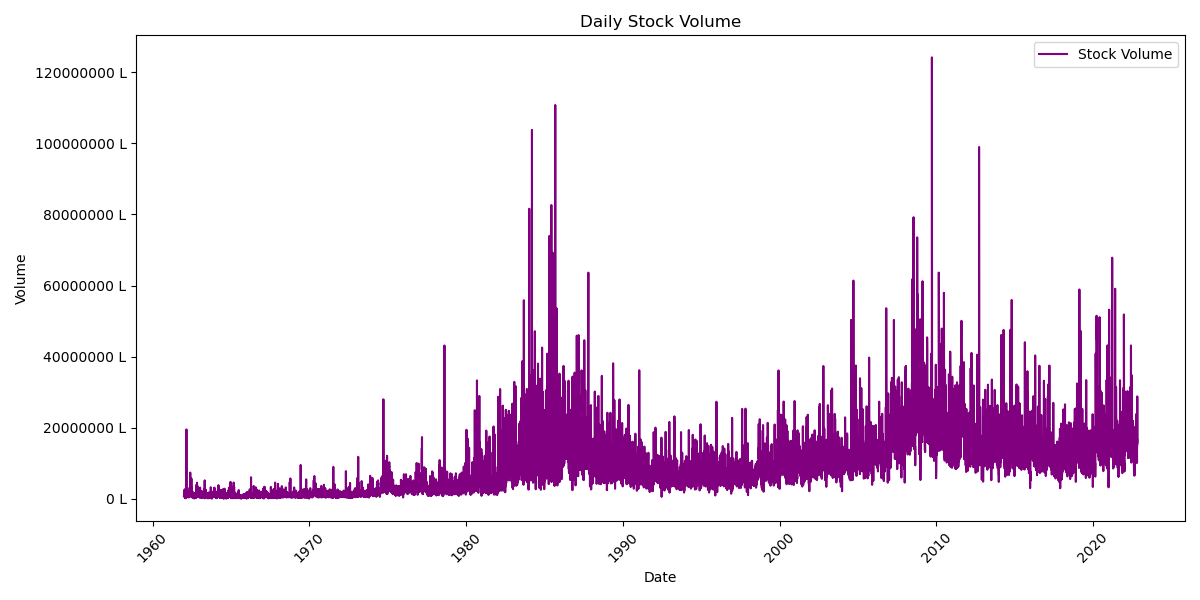 Daily Stock Volume
Stock Volume
120000000 L
100000000 L
80000000 L
60000000 L
40000000 L
20000000 L
0 L
Volume
1960
1970
1980
1990
2000
2010
2020
Date